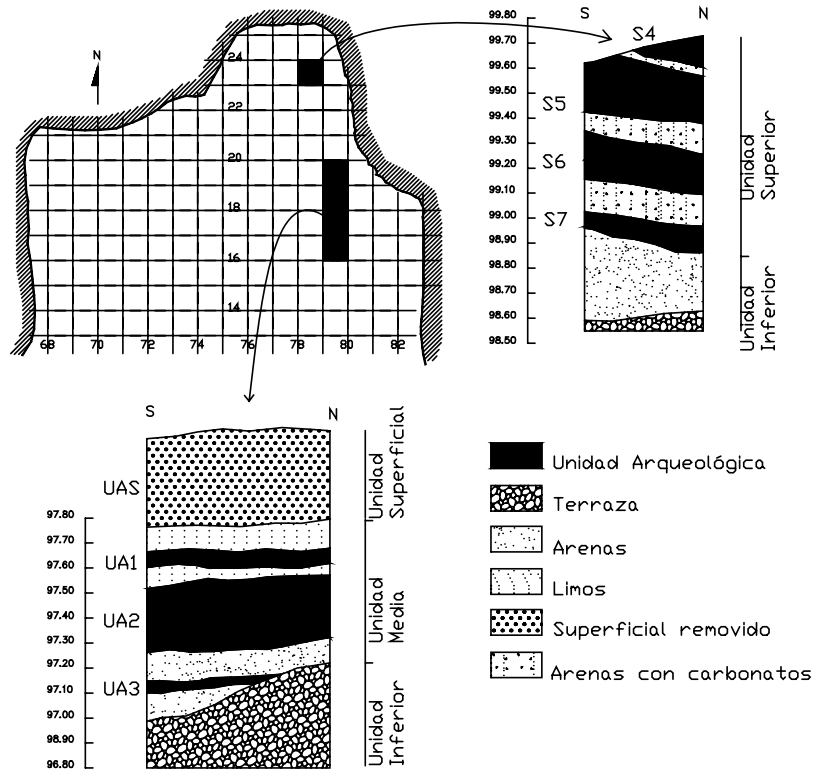 N
24
22
20
18
16
14
68 70 72 74 76 78 80 82
S N
99.80
99.70
99.60
99.50
99.40
99.30
99.20
99.10
99.00
98.90
98.80
98.70
98.60
98.50
S4
S5
S6
S7
Unidad
Superior
Unidad
Inferior
S N
UAS
UA1
UA2
UA3
97.80
97.70
97.60
97.50
97.40
97.30
97.20
97.10
97.00
98.90
96.80
Unidad
Superficial
Unidad
Media
Unidad
Inferior
Unidad Arqueológica
Terraza
Arenas
Limos
Superficial removido
Arenas con carbonatos